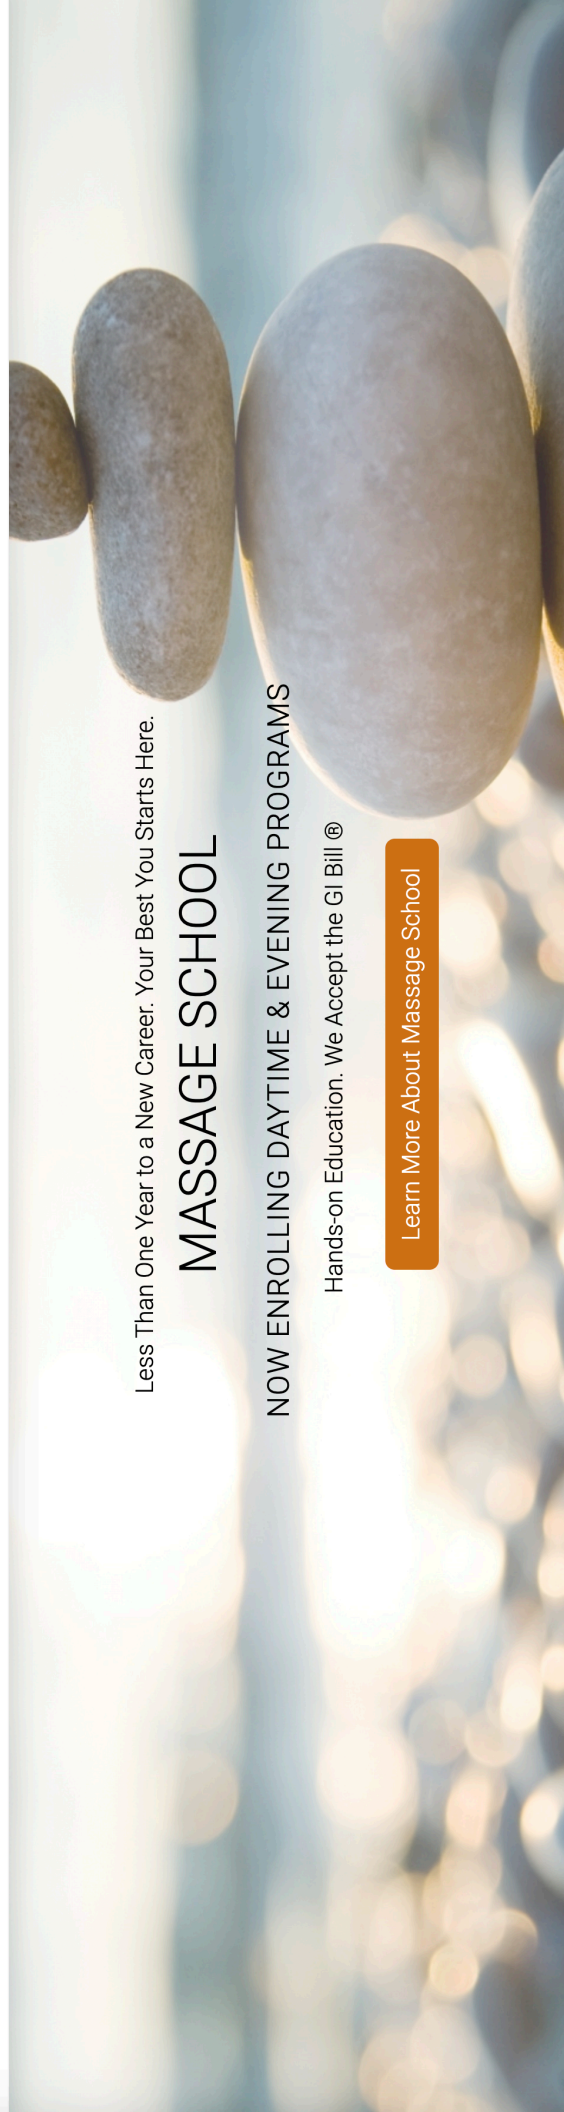 Less Than One Year to a New Career. Your Best You Starts Here.
MASSAGE SCHOOL
NOW ENROLLING DAYTIME & EVENING PROGRAMS
Hands-on Education. We Accept the GI Bill ®
Learn More About Massage School